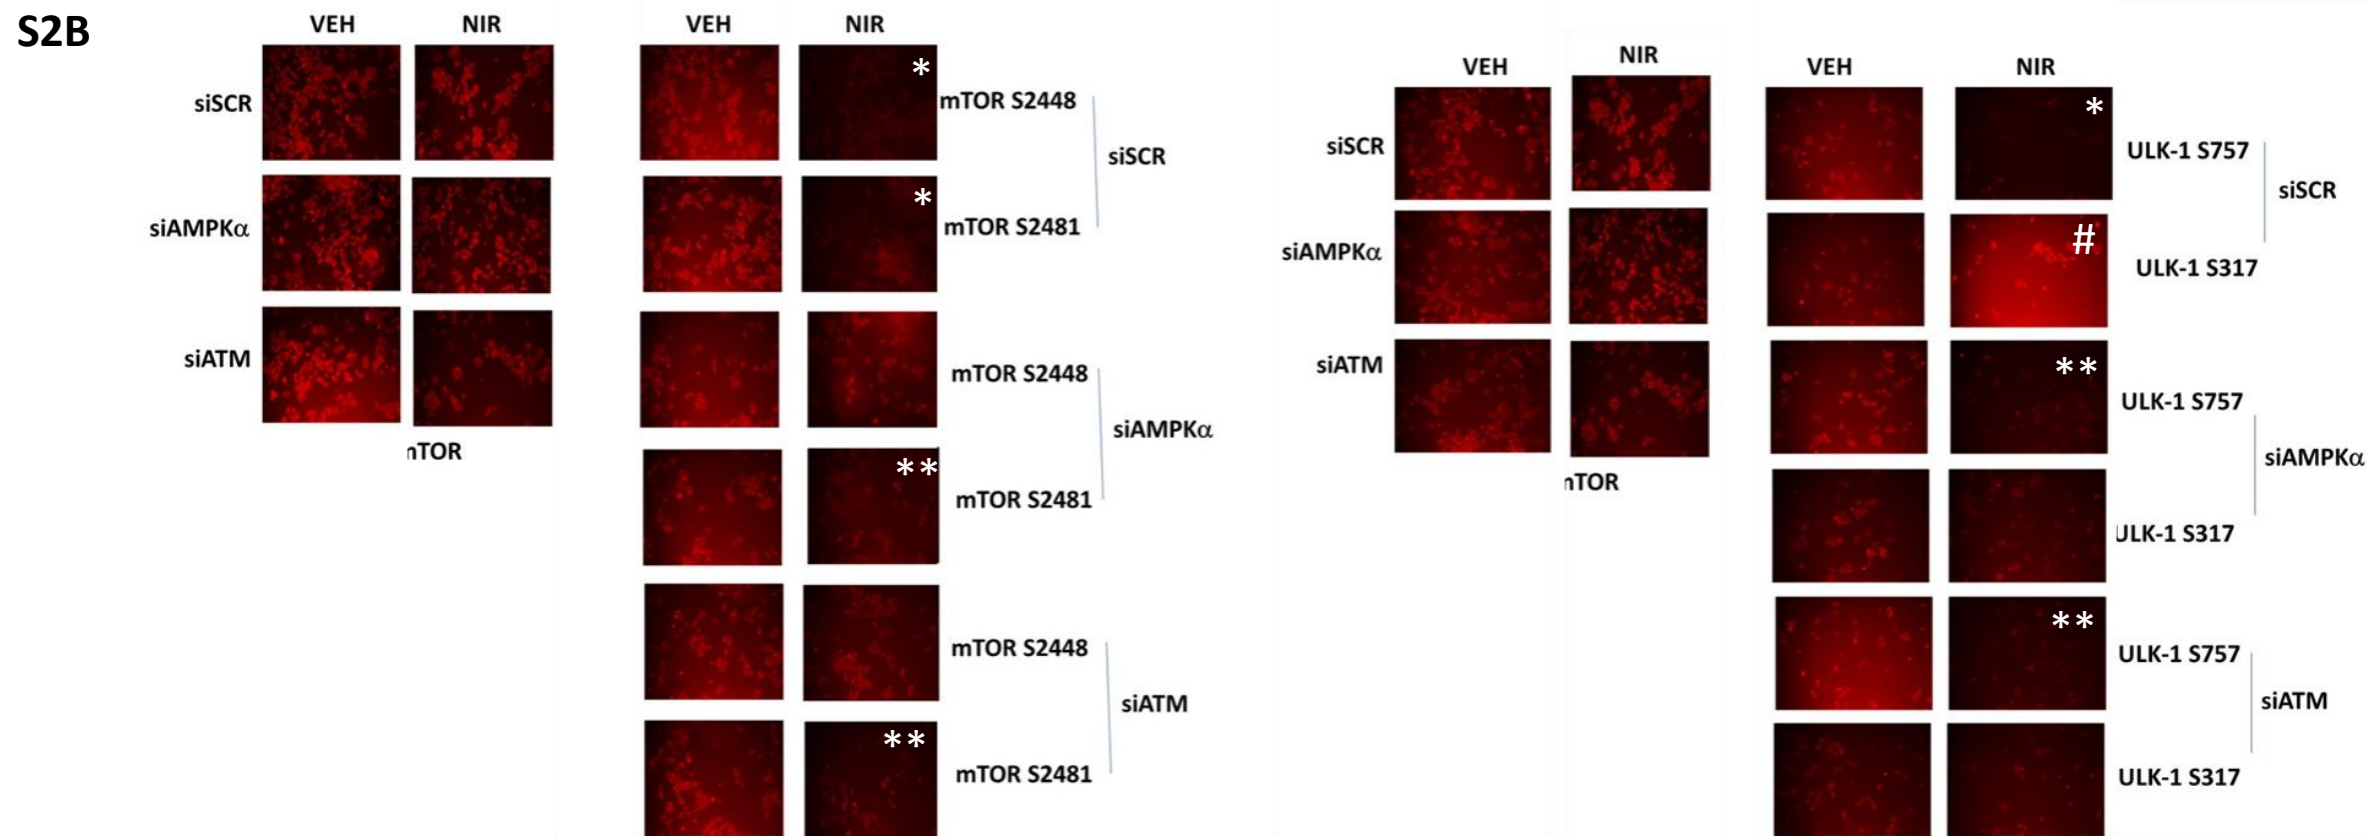 S2B
VEH NIR VEH NIR
siSCR
* mTOR S2448
siSCR
siAMPKα
* mTOR S2481
siATM
mTOR S2448
siAMPKα
nTOR
** mTOR S2481
mTOR S2448
siATM
** mTOR S2481
VEH NIR VEH NIR
siSCR
* ULK-1 S757
siSCR
siAMPKα
# ULK-1 S317
siATM
** ULK-1 S757
siAMPKα
nTOR
ULK-1 S317
** ULK-1 S757
siATM
ULK-1 S317